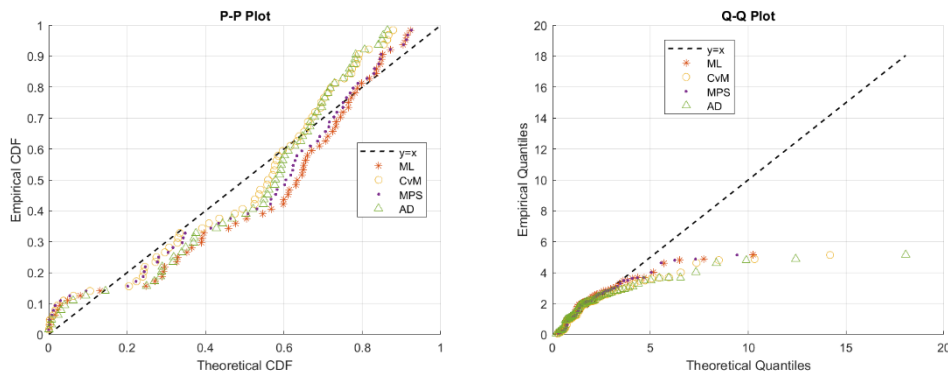 P-P Plot
Empirical CDF
1
0.9
0.8
0.7
0.6
0.5
0.4
0.3
0.2
0.1
0
0
0.2
0.4
0.6
0.8
1
Theoretical CDF
y=x
ML
CvM
MPS
AD
Q-Q Plot
Empirical Quantiles
20
18
16
14
12
10
8
6
4
2
0
0
5
10
15
20
Theoretical Quantiles
y=x
ML
CvM
MPS
AD